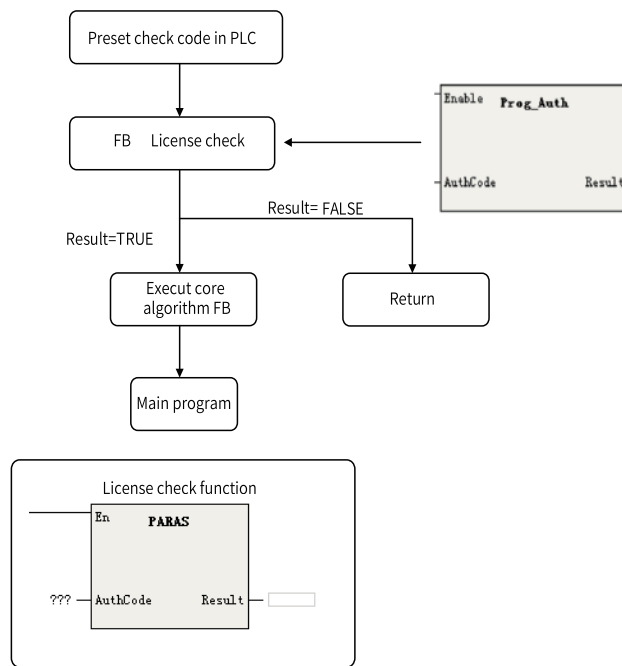 Preset check code in PLC
Enable Prog_Auth
FB License check
AuthCode Result
Result= FALSE
Result=TRUE
Execut core
algorithm FB
Return
Main program
License check function
En PARAS
??? AuthCode Result